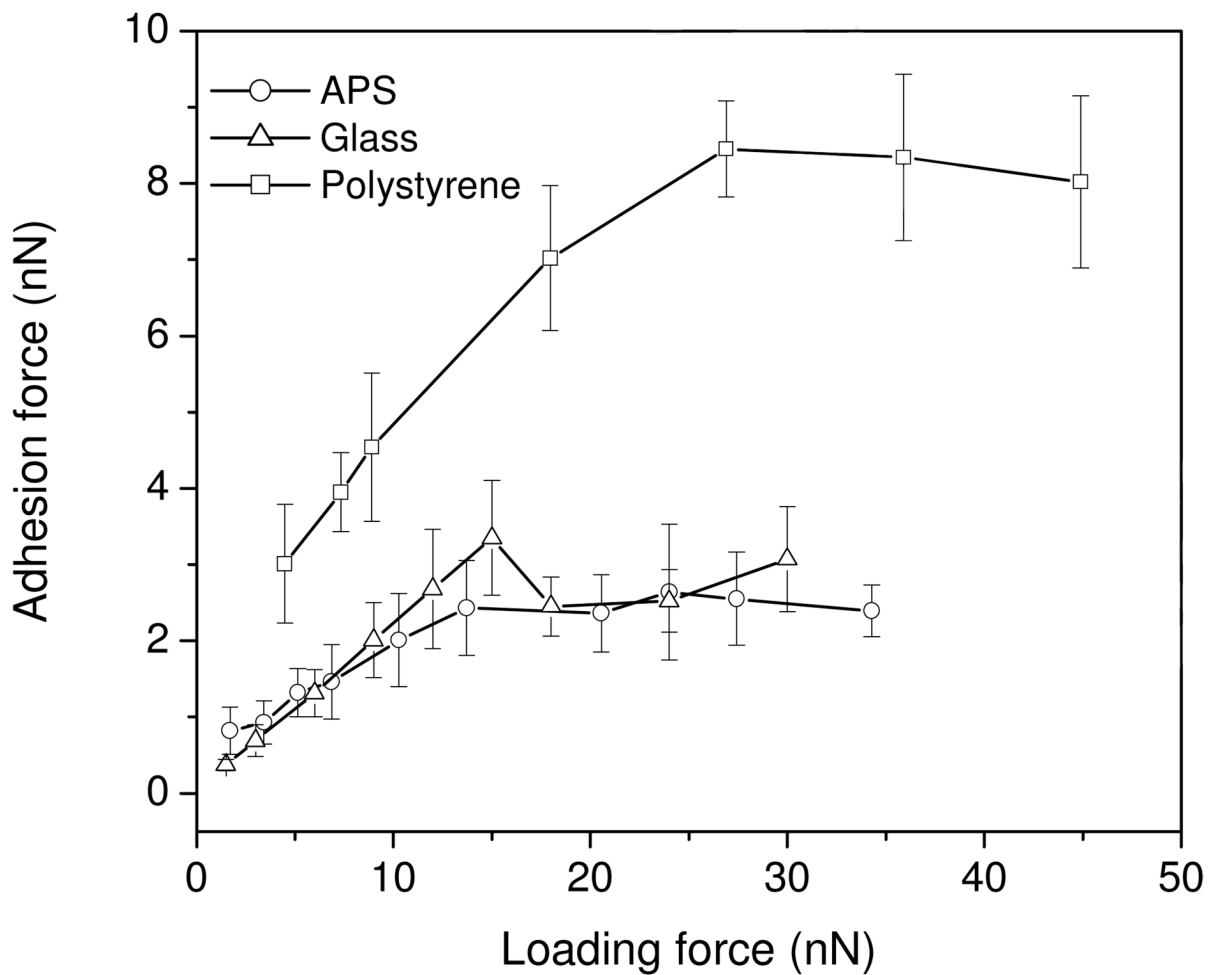 10
8
6
4
2
0
Adhesion force (nN)
APS
Glass
Polystyrene
0 10 20 30 40 50
Loading force (nN)